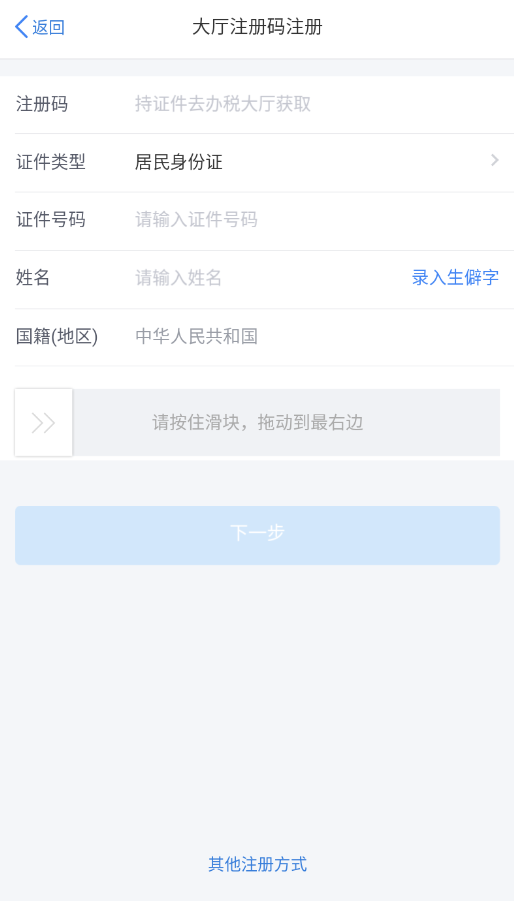 返回 大厅注册码注册
注册码 持证件去办税大厅获取
证件类型 居民身份证
证件号码 请输入证件号码
姓名 请输入姓名 录入生僻字
国籍(地区) 中华人民共和国
请按住滑块，拖动到最右边
下一步
其他注册方式